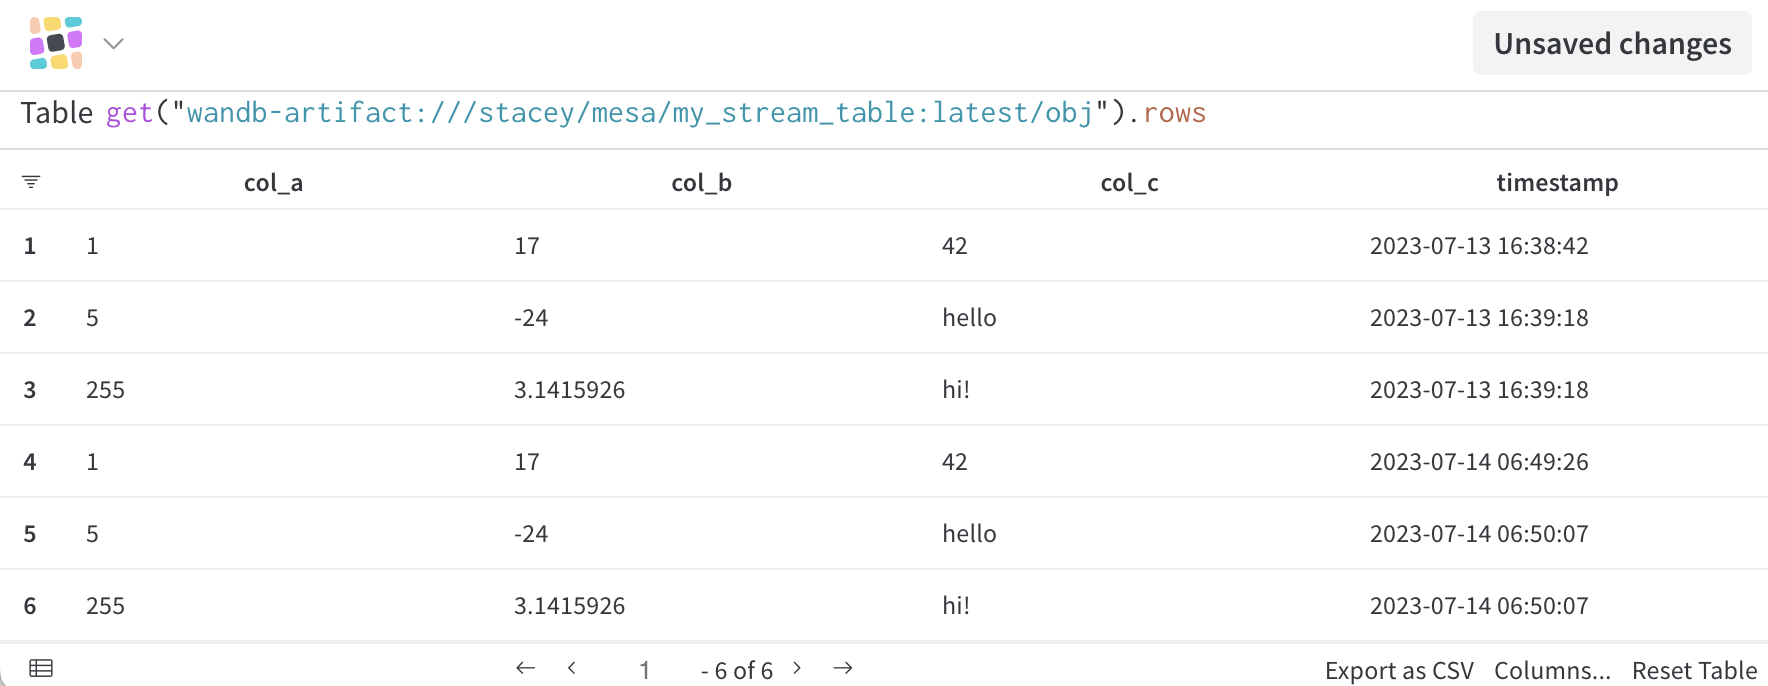 Unsaved changes
Table get("wandb-artifact:///stacey/mesa/my_stream_table:latest/obj").rows
col_a col_b col_c timestamp
1 1 17 42 2023-07-13 16:38:42
2 5 -24 hello 2023-07-13 16:39:18
3 255 3.1415926 hi! 2023-07-13 16:39:18
4 1 17 42 2023-07-14 06:49:26
5 5 -24 hello 2023-07-14 06:50:07
6 255 3.1415926 hi! 2023-07-14 06:50:07
1 - 6 of 6 Export as CSV Columns... Reset Table